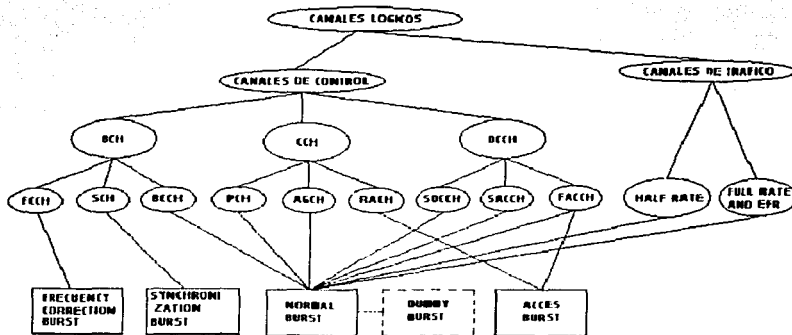 CANALES LOGICOS
CANALES DE CONTROL
CANALES DE TRAFICO
BCH
CCH
DCCH
FCCH
SCH
BCCH
PCH
AGCH
RACH
SDCCH
SACCH
FACCH
HALF RATE
FULL RATE
AND EFR
FRECUENCY
CORRECTION
BURST
SYNCHRONI
ZATION
BURST
NORMAL
BURST
DUMMY
BURST
ACCES
BURST